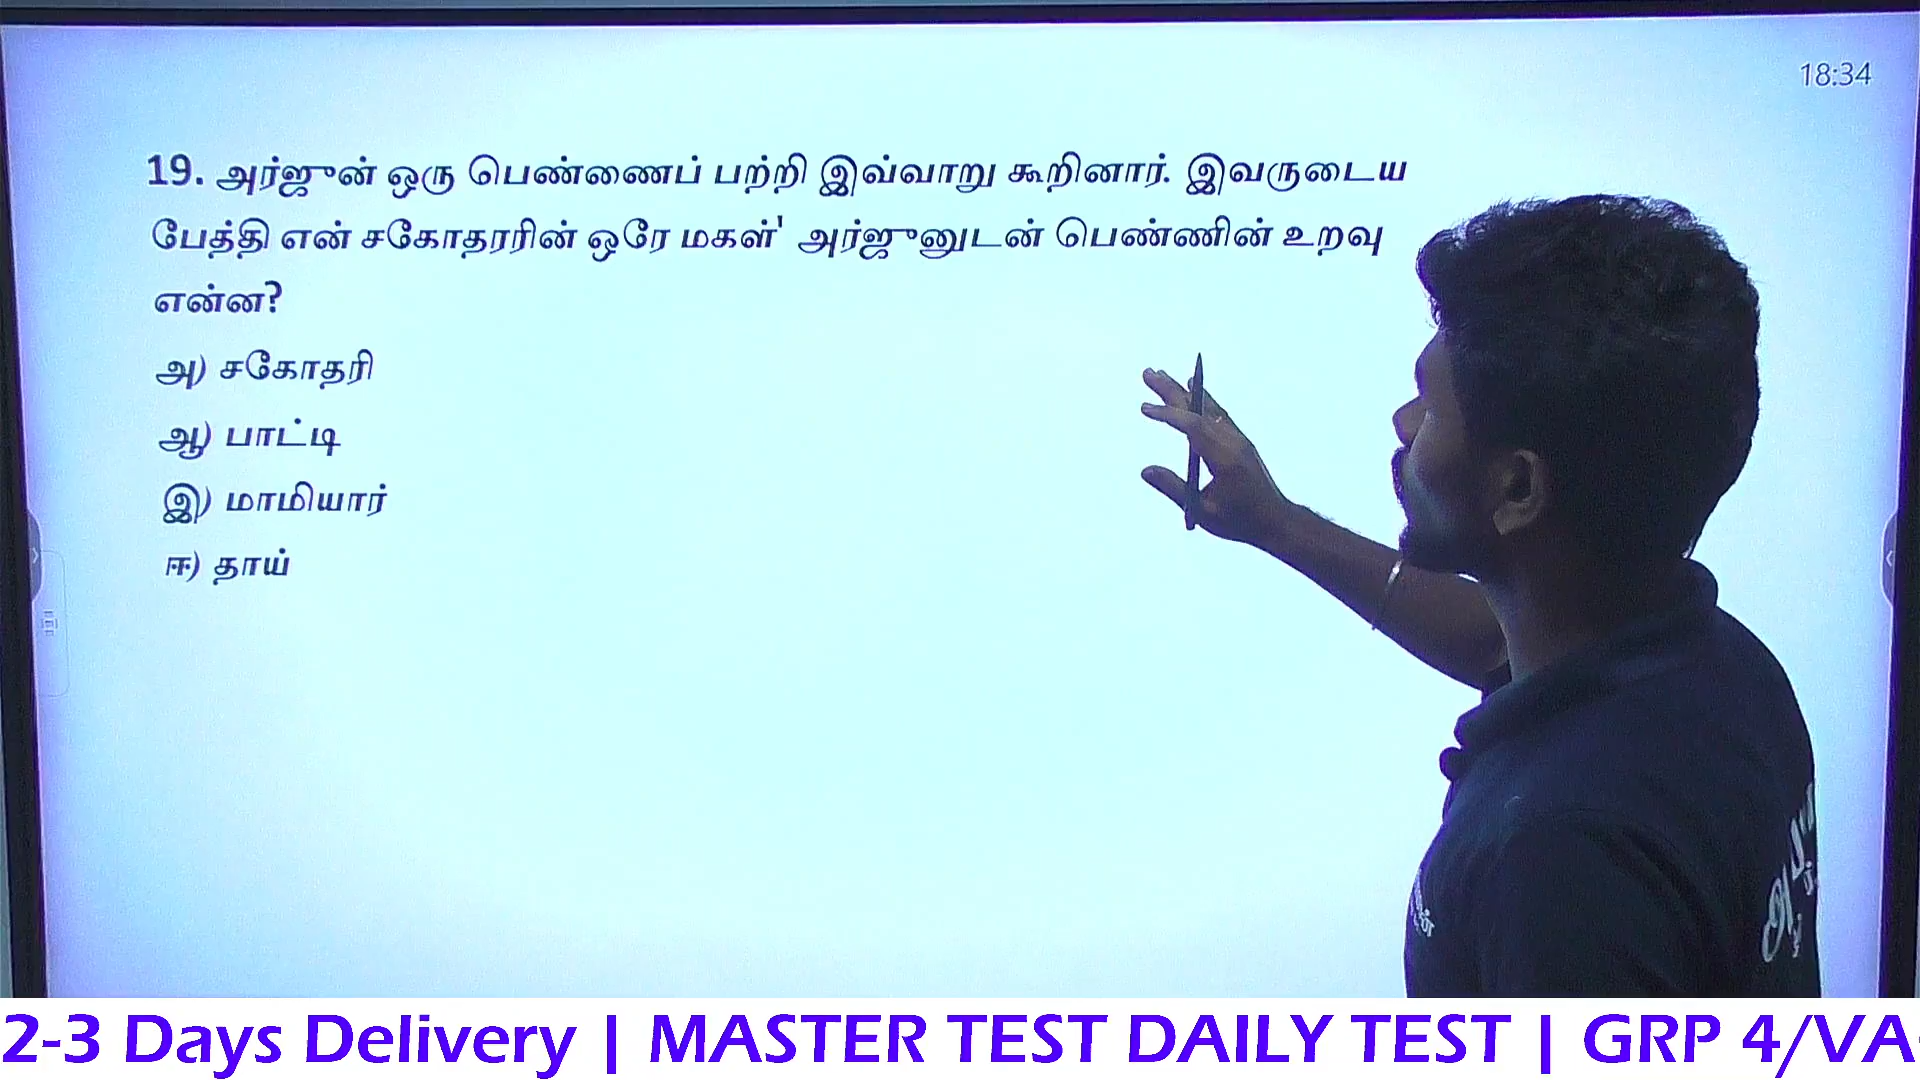 18:34
19. அர்ஜுன் ஒரு பெண்ணைப் பற்றி இவ்வாறு கூறினார். இவருடைய
பேத்தி என் சகோதரரின் ஒரே மகள்' அர்ஜுனுடன் பெண்ணின் உறவு
என்ன?
அ) சகோதரி
ஆ) பாட்டி
இ) மாமியார்
ஈ) தாய்
2-3 Days Delivery | MASTER TEST DAILY TEST | GRP 4/VA